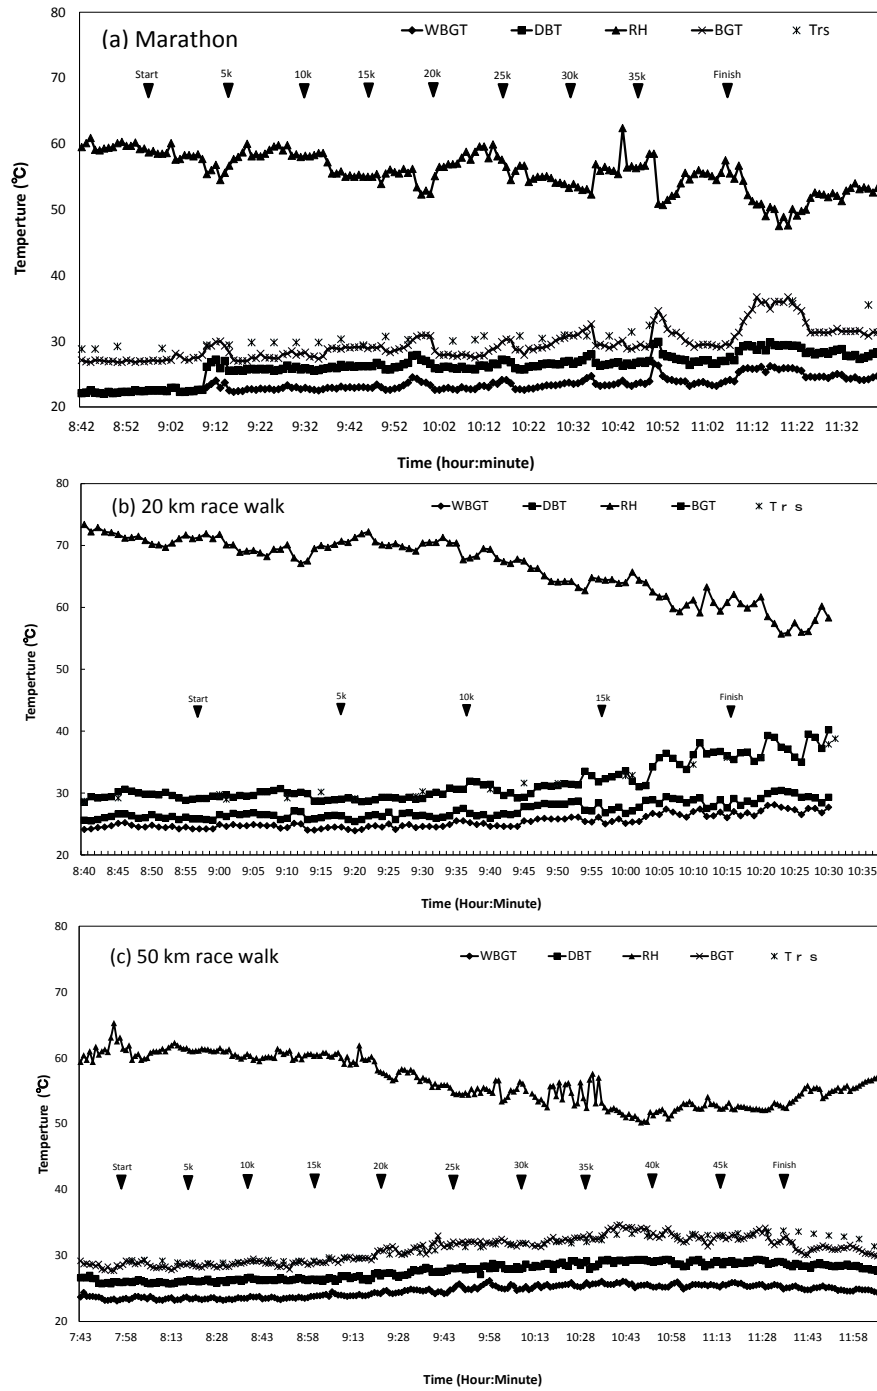 (a) Marathon
WBGT DBT RH BGT Trs
Start 5k 10k 15k 20k 25k 30k 35k Finish
80
70
60
50
40
30
20
Temperture (℃)
8:42 8:52 9:02 9:12 9:22 9:32 9:42 9:52 10:02 10:12 10:22 10:32 10:42 10:52 11:02 11:12 11:22 11:32
Time (hour:minute)
(b) 20 km race walk
WBGT DBT RH BGT Ｔｒｓ
80
70
60
50
40
30
20
Temperture (℃)
Start 5k 10k 15k Finish
8:40 8:45 8:50 8:55 9:00 9:05 9:10 9:15 9:20 9:25 9:30 9:35 9:40 9:45 9:50 9:55 10:00 10:05 10:10 10:15 10:20 10:25 10:30 10:35
Time (Hour:Minute)
(c) 50 km race walk
WBGT DBT RH BGT Ｔｒｓ
80
70
60
50
40
30
20
Temperture (℃)
Start 5k 10k 15k 20k 25k 30k 35k 40k 45k Finish
7:43 7:58 8:13 8:28 8:43 8:58 9:13 9:28 9:43 9:58 10:13 10:28 10:43 10:58 11:13 11:28 11:43 11:58
Time (Hour:Minute)